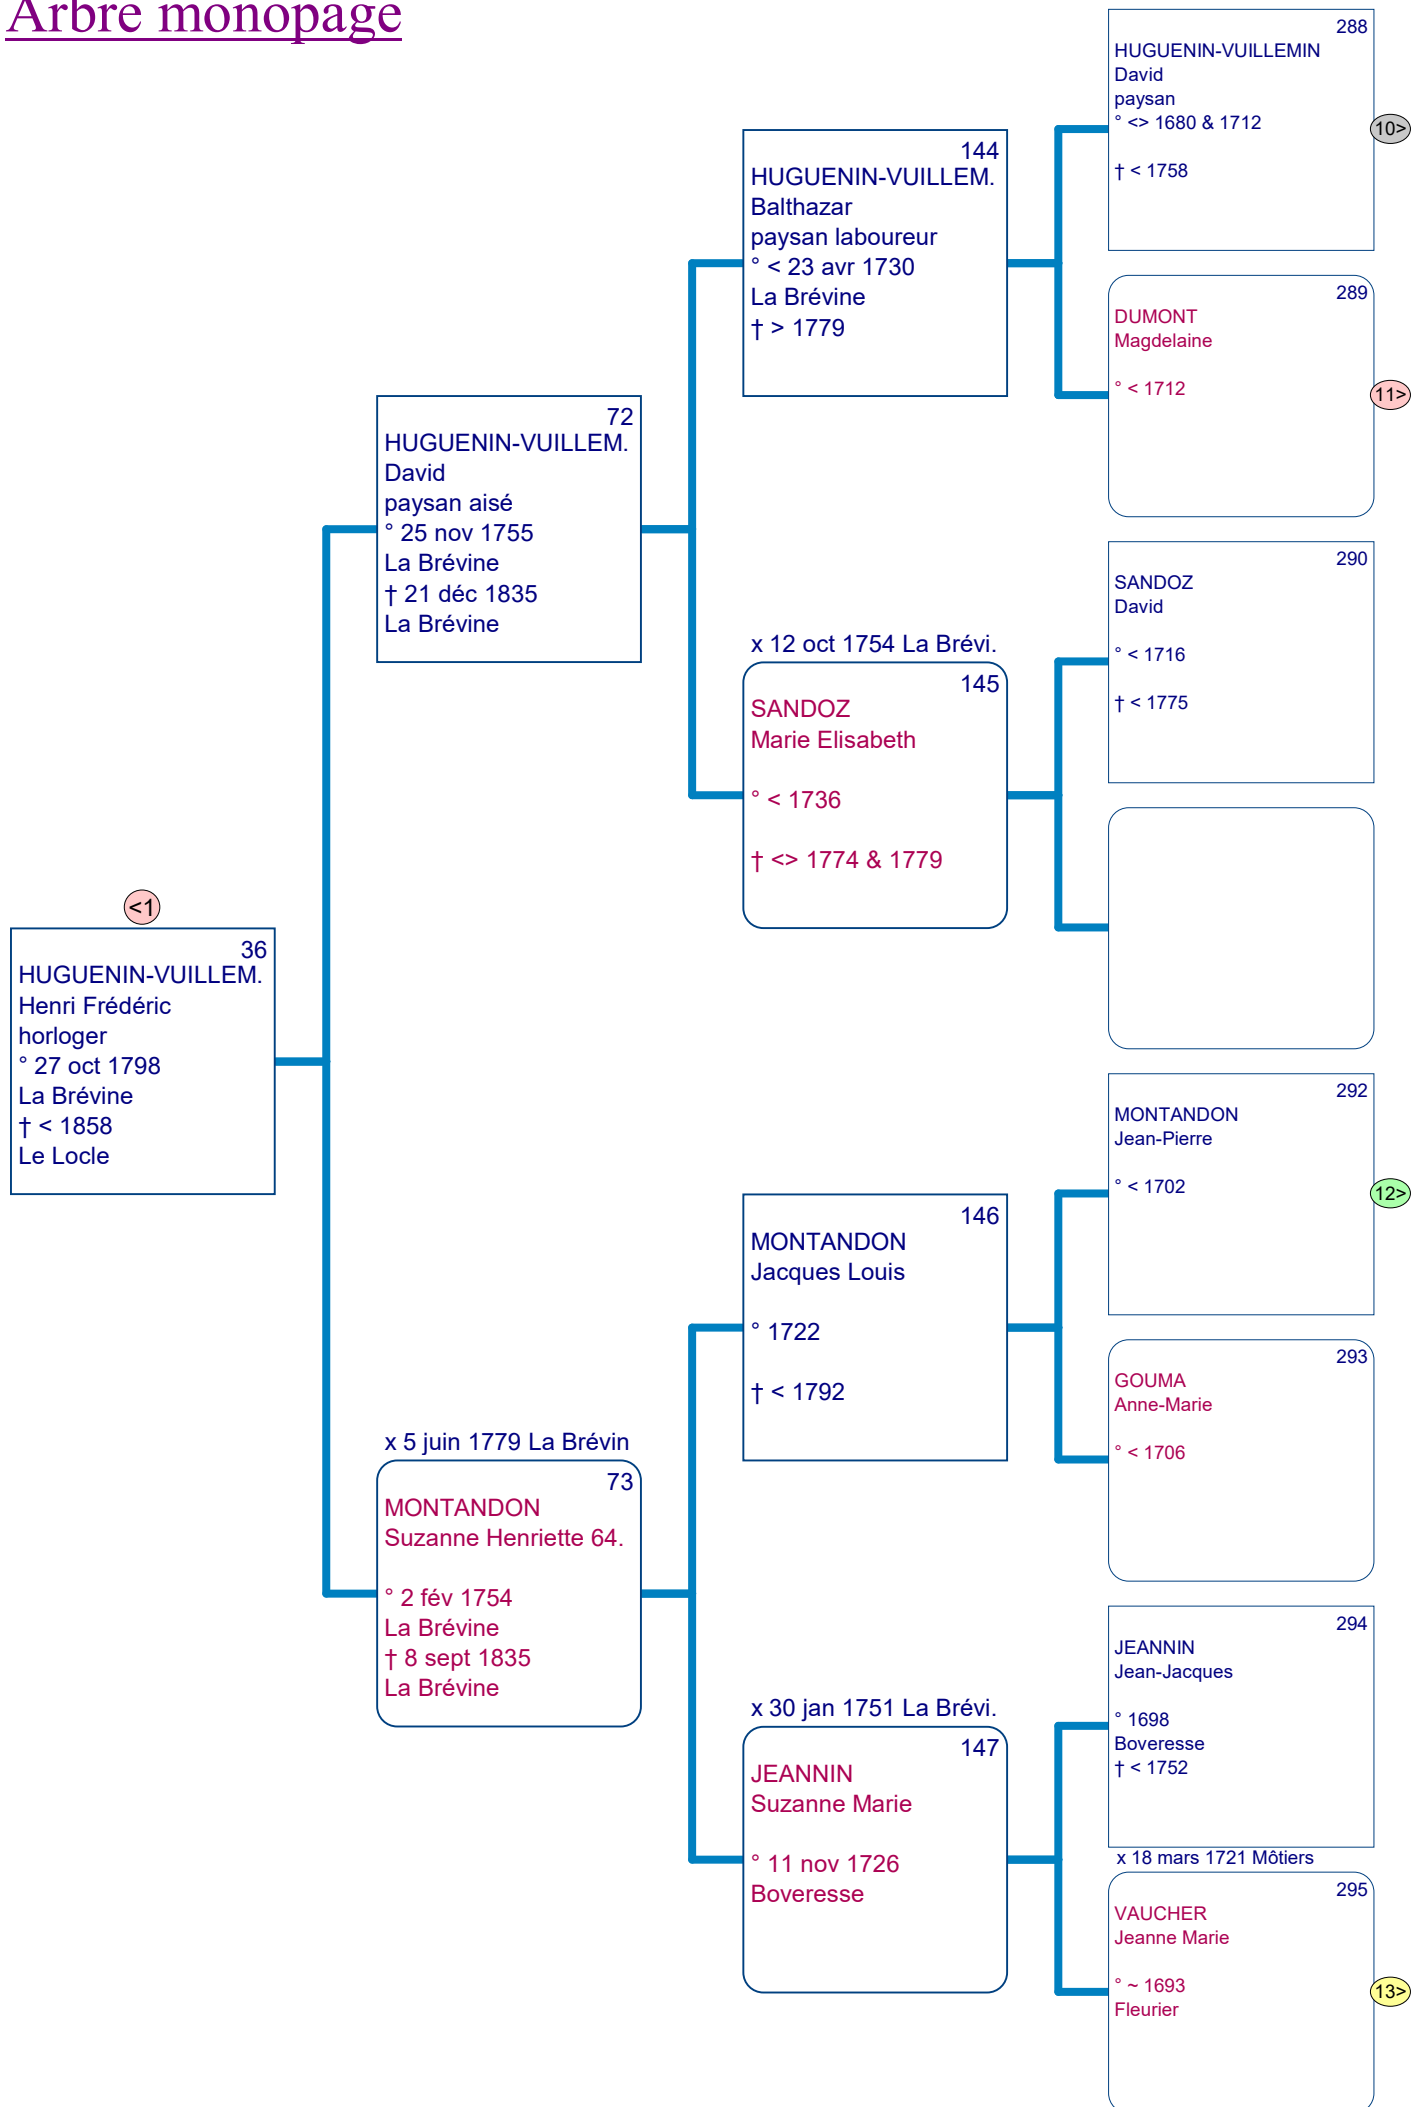 Arbre monopage
<1
36
HUGUENIN-VUILLEM.
Henri Frédéric
horloger
° 27 oct 1798
La Brévine
† < 1858
Le Locle
72
HUGUENIN-VUILLEM.
David
paysan aisé
° 25 nov 1755
La Brévine
† 21 déc 1835
La Brévine
x 5 juin 1779 La Brévin
73
MONTANDON
Suzanne Henriette 64.
° 2 fév 1754
La Brévine
† 8 sept 1835
La Brévine
144
HUGUENIN-VUILLEM.
Balthazar
paysan laboureur
° < 23 avr 1730
La Brévine
† > 1779
x 12 oct 1754 La Brévi.
145
SANDOZ
Marie Elisabeth
° < 1736
† <> 1774 & 1779
146
MONTANDON
Jacques Louis
° 1722
† < 1792
x 30 jan 1751 La Brévi.
147
JEANNIN
Suzanne Marie
° 11 nov 1726
Boveresse
288
HUGUENIN-VUILLEMIN
David
paysan
° <> 1680 & 1712
† < 1758
10>
289
DUMONT
Magdelaine
° < 1712
11>
290
SANDOZ
David
° < 1716
† < 1775
292
MONTANDON
Jean-Pierre
° < 1702
12>
293
GOUMA
Anne-Marie
° < 1706
294
JEANNIN
Jean-Jacques
° 1698
Boveresse
† < 1752
x 18 mars 1721 Môtiers
295
VAUCHER
Jeanne Marie
° ~ 1693
Fleurier
13>